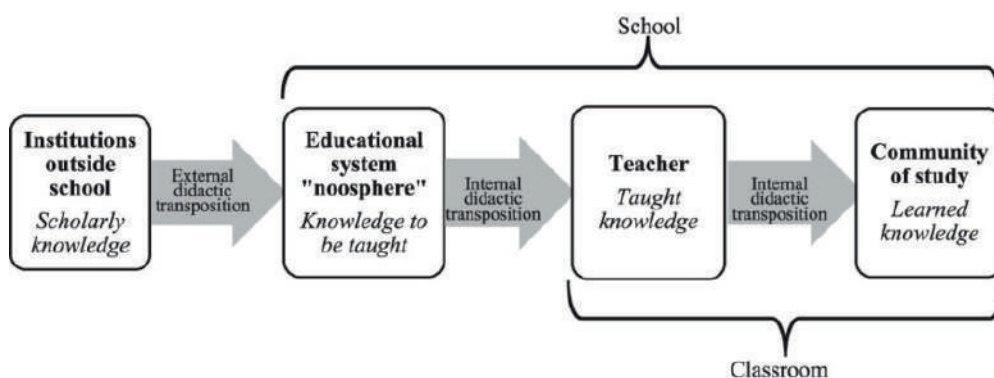 School
Institutions
outside
school
Scholarly
knowledge
External
didactic
transposition
Educational
system
"noosphere"
Knowledge to
be taught
Internal
didactic
transposition
Teacher
Taught
knowledge
Internal
didactic
transposition
Community
of study
Learned
knowledge
Classroom